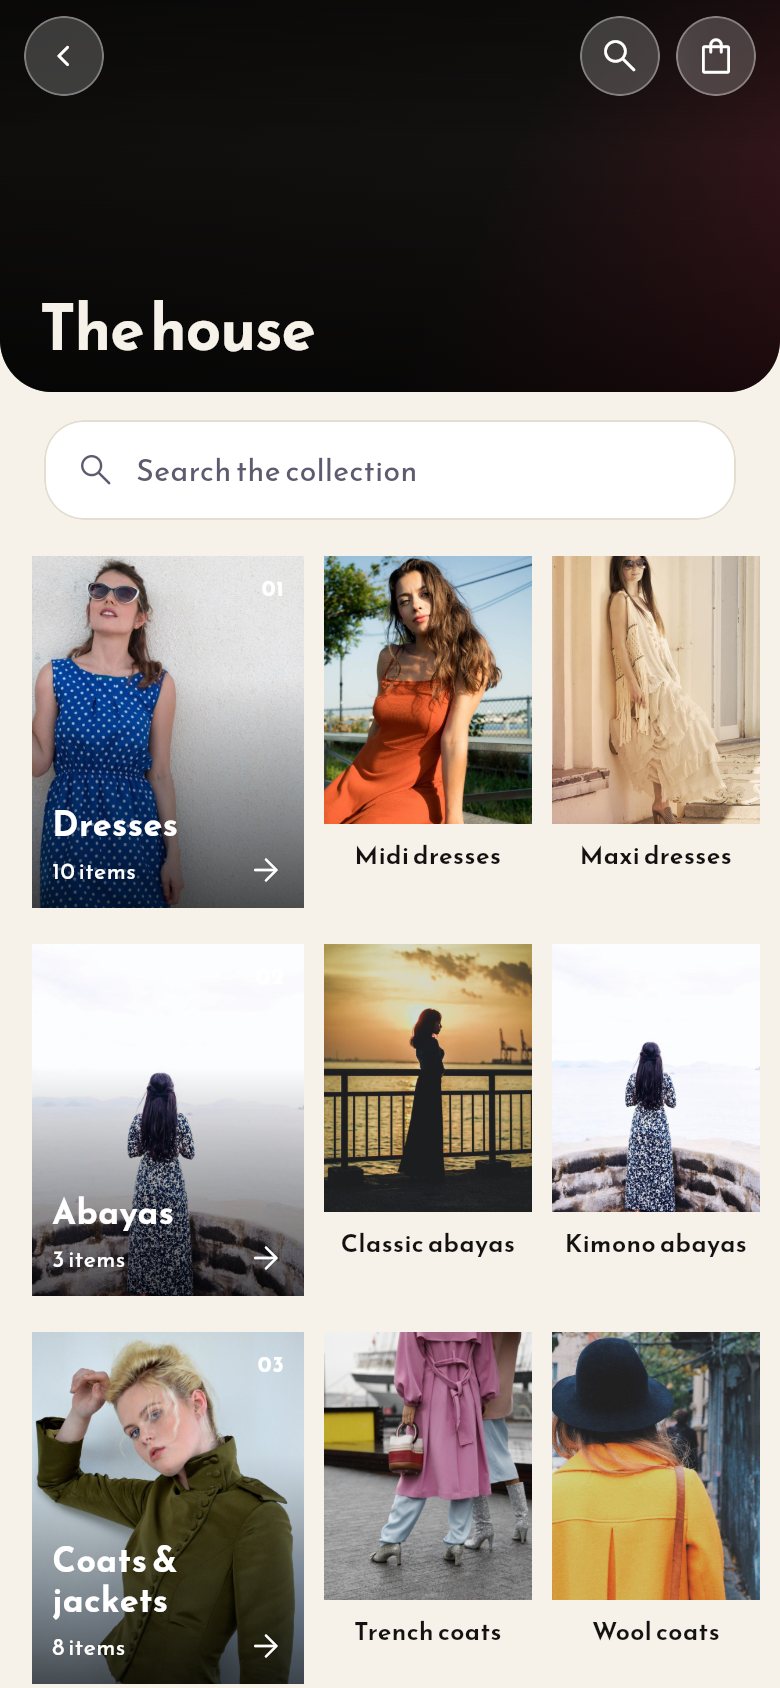 The house
Search the collection
01
Dresses
10 items
Midi dresses
Maxi dresses
02
Abayas
3 items
Classic abayas
Kimono abayas
03
Coats &
jackets
8 items
Trench coats
Wool coats